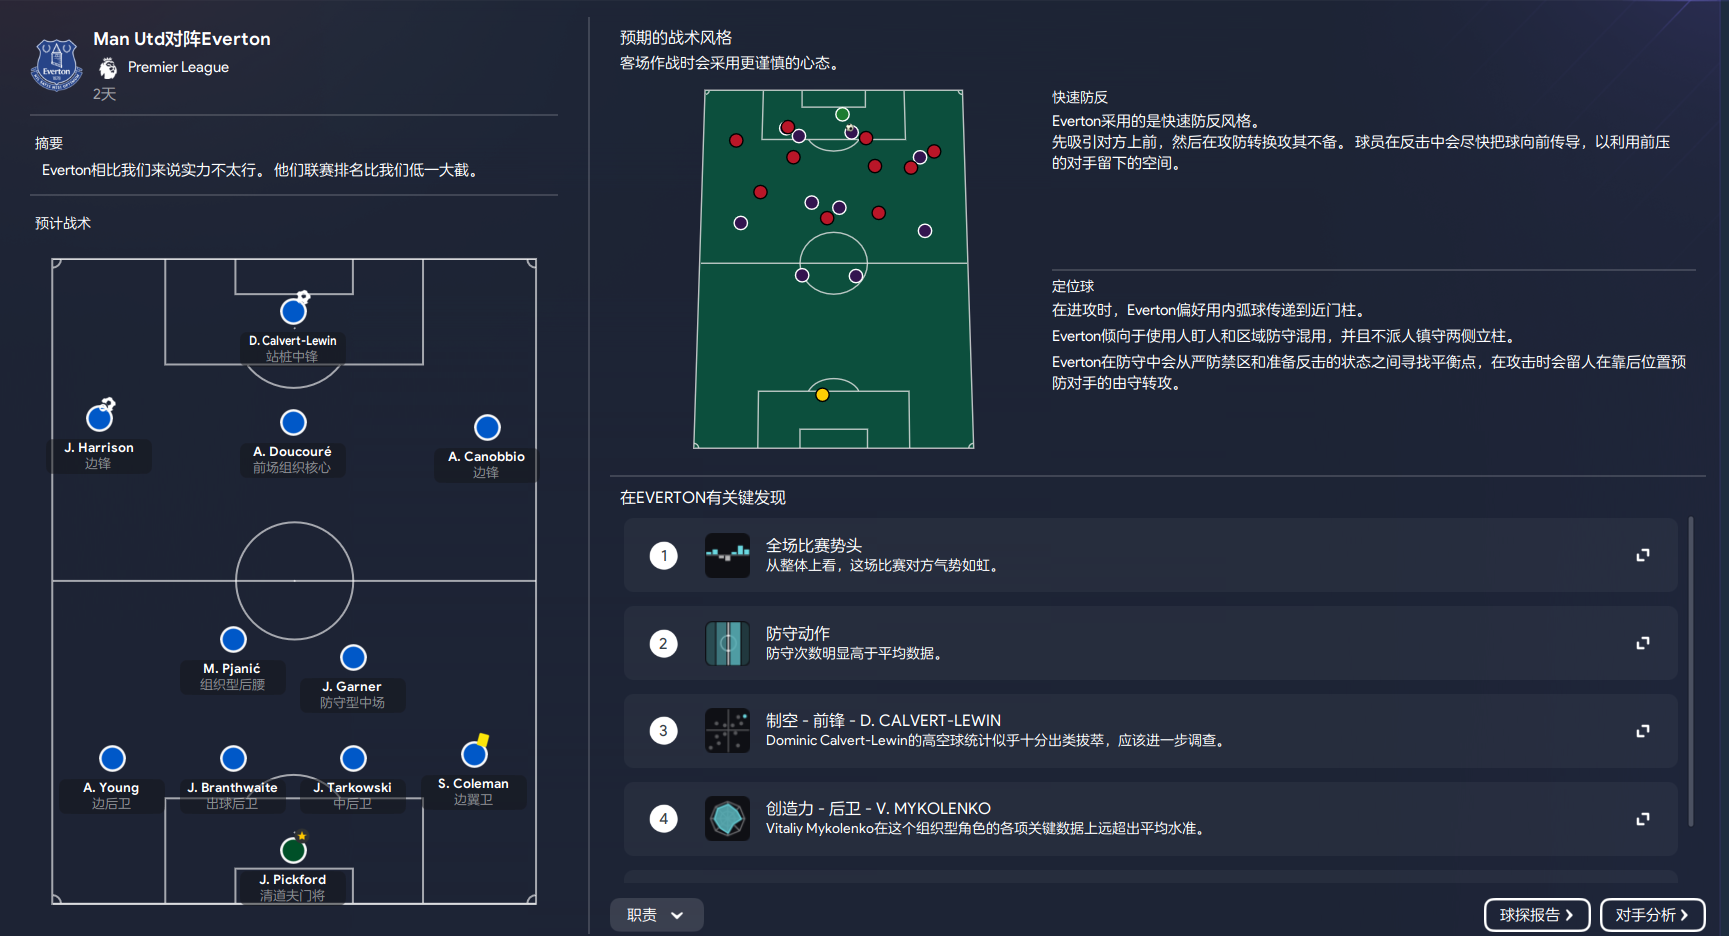 Man Utd对阵Everton
Premier League
2天
摘要
Everton相比我们来说实力不太行。他们联赛排名比我们低一大截。
预计战术
D. Calvert-Lewin
站桩中锋
J. Harrison
边锋
A. Doucouré
前场组织核心
A. Canobbio
边锋
M. Pjanić
组织型后腰
J. Garner
防守型中场
A. Young
边后卫
J. Branthwaite
出球后卫
J. Tarkowski
中后卫
S. Coleman
边翼卫
J. Pickford
清道夫门将
Everton
预期的战术风格
客场作战时会采用更谨慎的心态。
快速防反
Everton采用的是快速防反风格。
先吸引对方上前，然后在攻防转换攻其不备。球员在反击中会尽快把球向前传导，以利用前压
的对手留下的空间。
定位球
在进攻时，Everton偏好用内弧球传递到近门柱。
Everton倾向于使用人盯人和区域防守混用，并且不派人镇守两侧立柱。
Everton在防守中会从严防禁区和准备反击的状态之间寻找平衡点，在攻击时会留人在靠后位置预
防对手的由守转攻。
在EVERTON有关键发现
1
全场比赛势头
从整体上看，这场比赛对方气势如虹。
2
防守动作
防守次数明显高于平均数据。
3
制空 - 前锋 - D. CALVERT-LEWIN
Dominic Calvert-Lewin的高空球统计似乎十分出类拔萃，应该进一步调查。
4
创造力 - 后卫 - V. MYKOLENKO
Vitaliy Mykolenko在这个组织型角色的各项关键数据上远超出平均水准。
职责
球探报告
对手分析